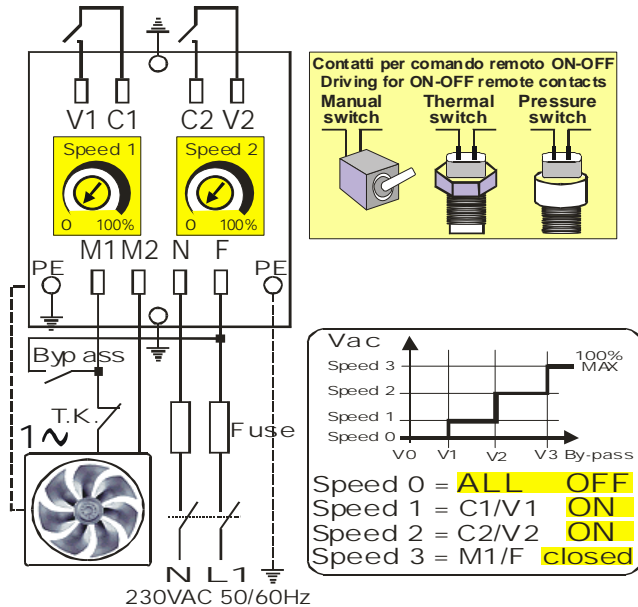 V1 C1 C2 V2
Speed 1 Speed 2
0 100% 0 100%
M1 M2 N F
PE PE
Bypass
T.K.
1~
Fuse
N L1
230VAC 50/60Hz
Contatti per comando remoto ON-OFF
Driving for ON-OFF remote contacts
Manual Thermal Pressure
switch switch switch
Vac
Speed 3 100%
MAX
Speed 2
Speed 1
Speed 0
V0 V1 V2 V3 By-pass
Speed 0 = ALL OFF
Speed 1 = C1/V1 ON
Speed 2 = C2/V2 ON
Speed 3 = M1/F closed